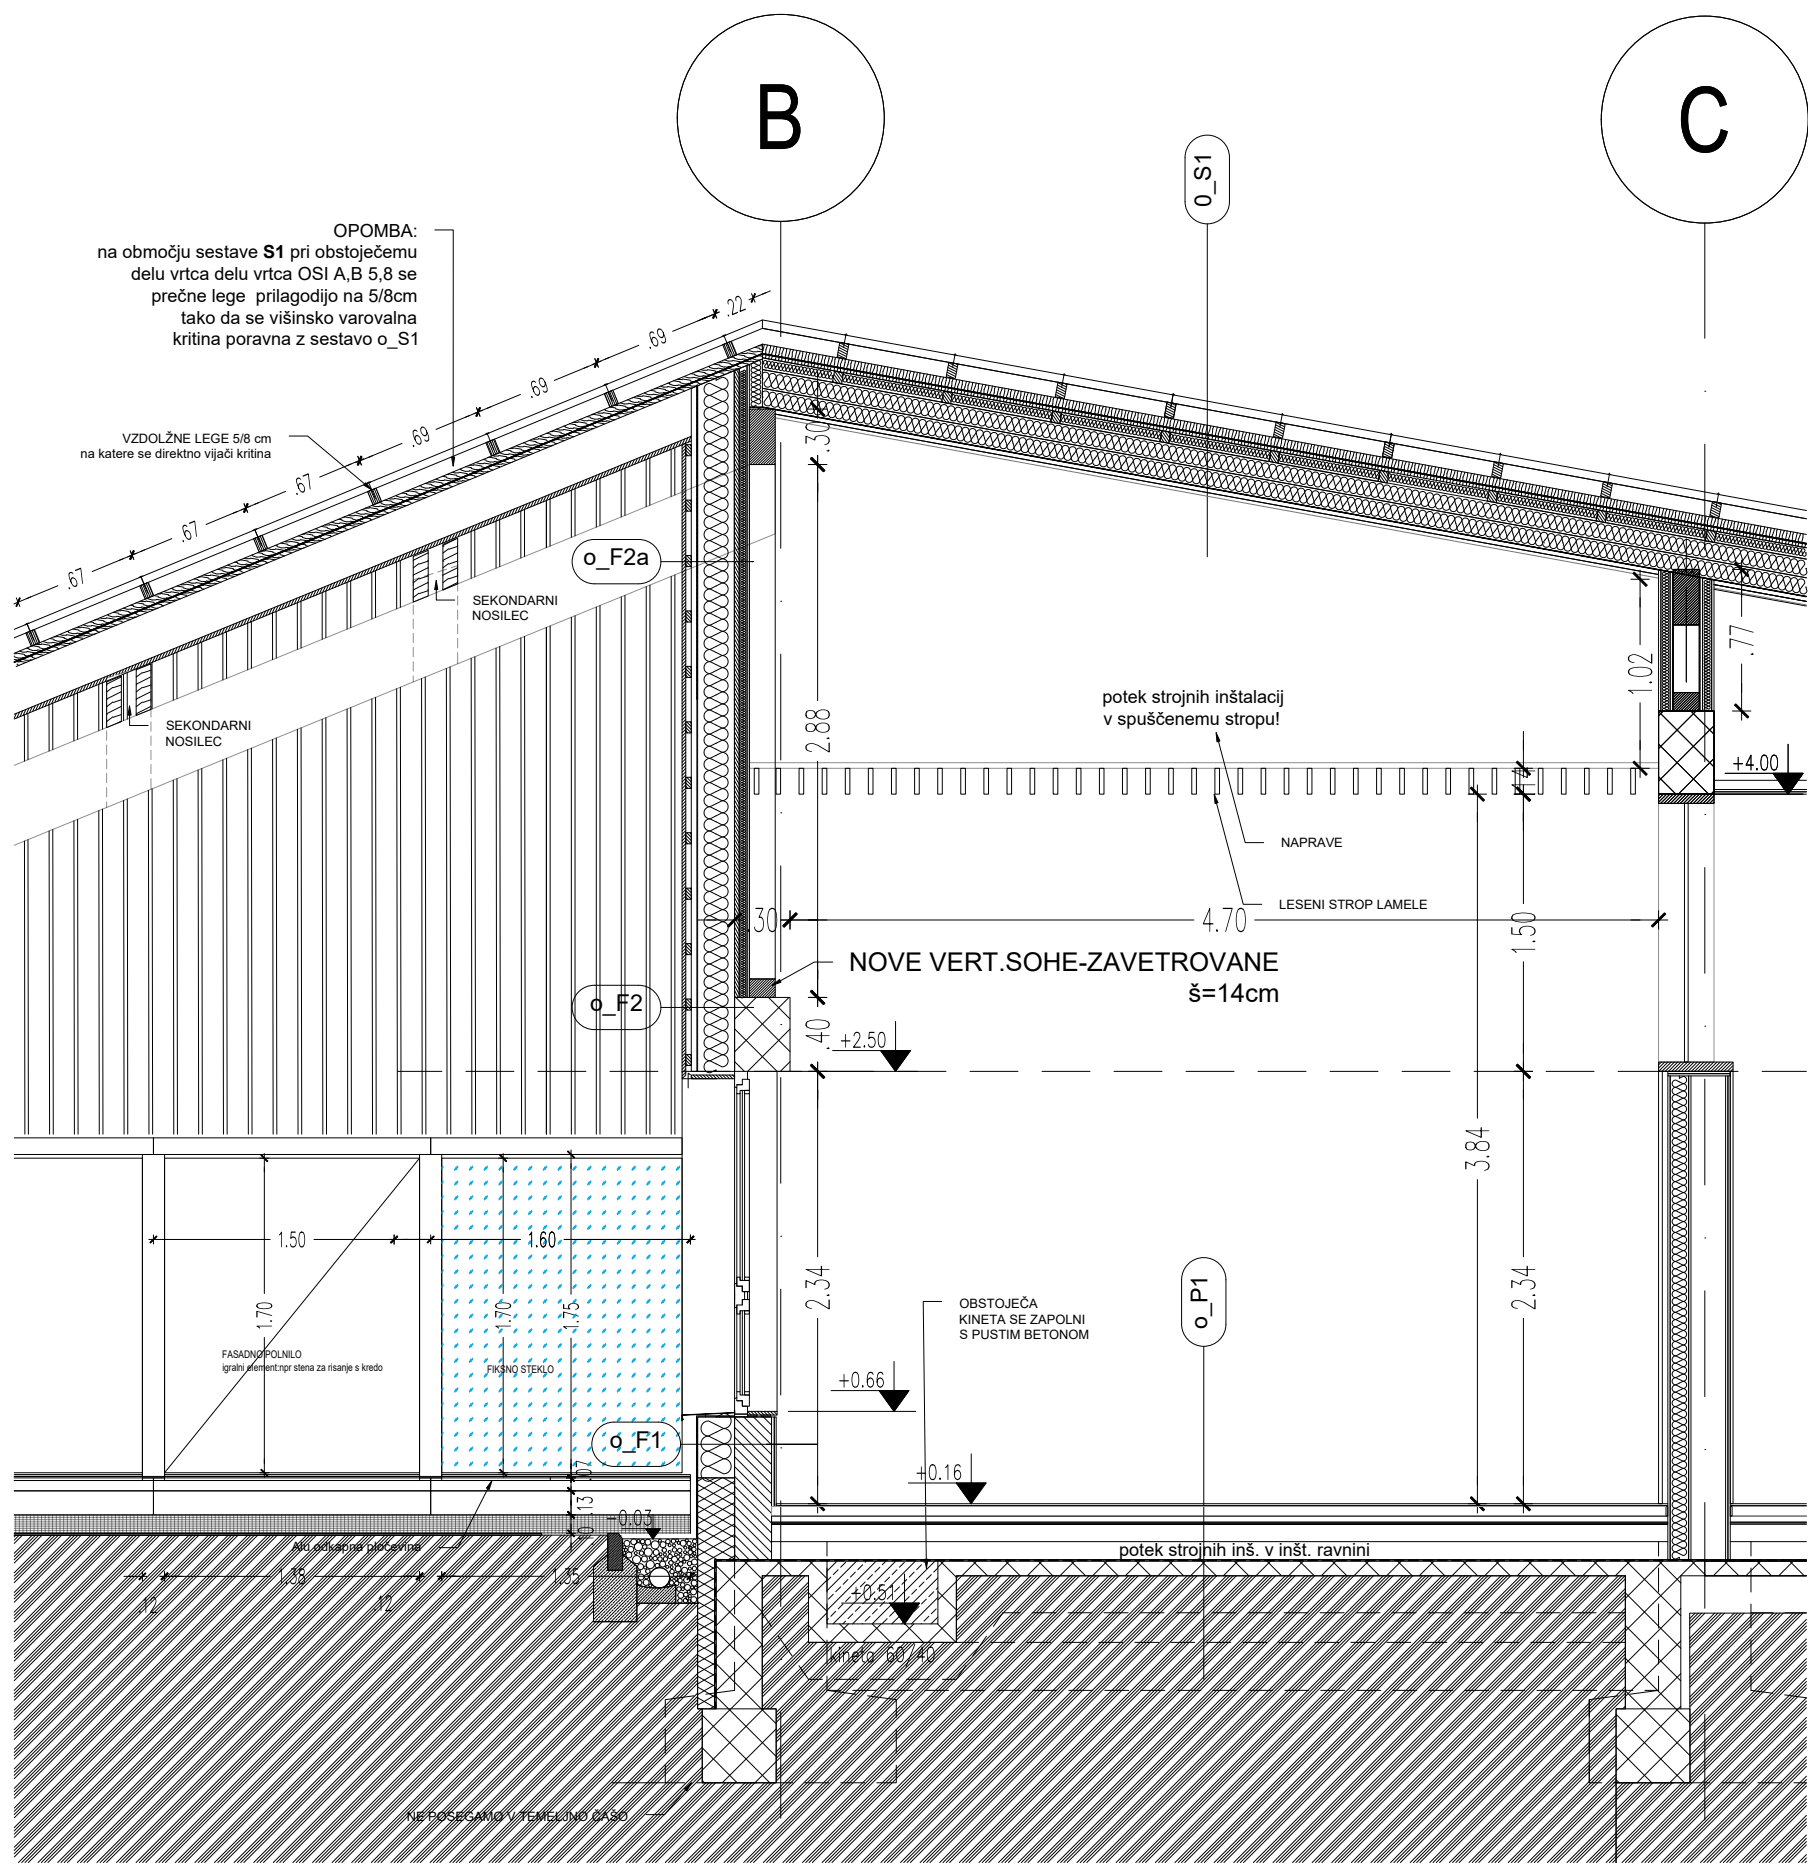 B
C
o_S1
OPOMBA:
na območju sestave S1 pri obstoječemu
delu vrtca delu vrtca OSI A,B 5,8 se
prečne lege prilagodijo na 5/8cm
tako da se višinsko varovalna
kritina poravna z sestavo o_S1
.22
.69
.69
.69
.67
.67
.67
VZDOLŽNE LEGE 5/8 cm
na katere se direktno vijači kritina
.30
o_F2a
SEKONDARNI
NOSILEC
SEKONDARNI
NOSILEC
2.88
1.02
.77
potek strojnih inštalacij
v spuščenemu stropu!
+4.00
NAPRAVE
LESENI STROP LAMELE
.30
4.70
1.50
NOVE VERT.SOHE-ZAVETROVANE
š=14cm
o_F2
.40
+2.50
3.84
1.50
1.60
2.34
2.34
o_P1
OBSTOJEČA
KINETA SE ZAPOLNI
S PUSTIM BETONOM
1.70
1.70
1.75
FASADNO POLNILO
igralni element:npr stena za risanje s kredo
FIKSNO STEKLO
+0.66
o_F1
+0.16
.07
.13
.10
-0.03
Alu odkapna pločevina
potek strojnih inš. v inšt. ravnini
1.38
1.35
.12
.12
+0.51
kineta 60/40
NE POSEGAMO V TEMELJNO ČAŠO